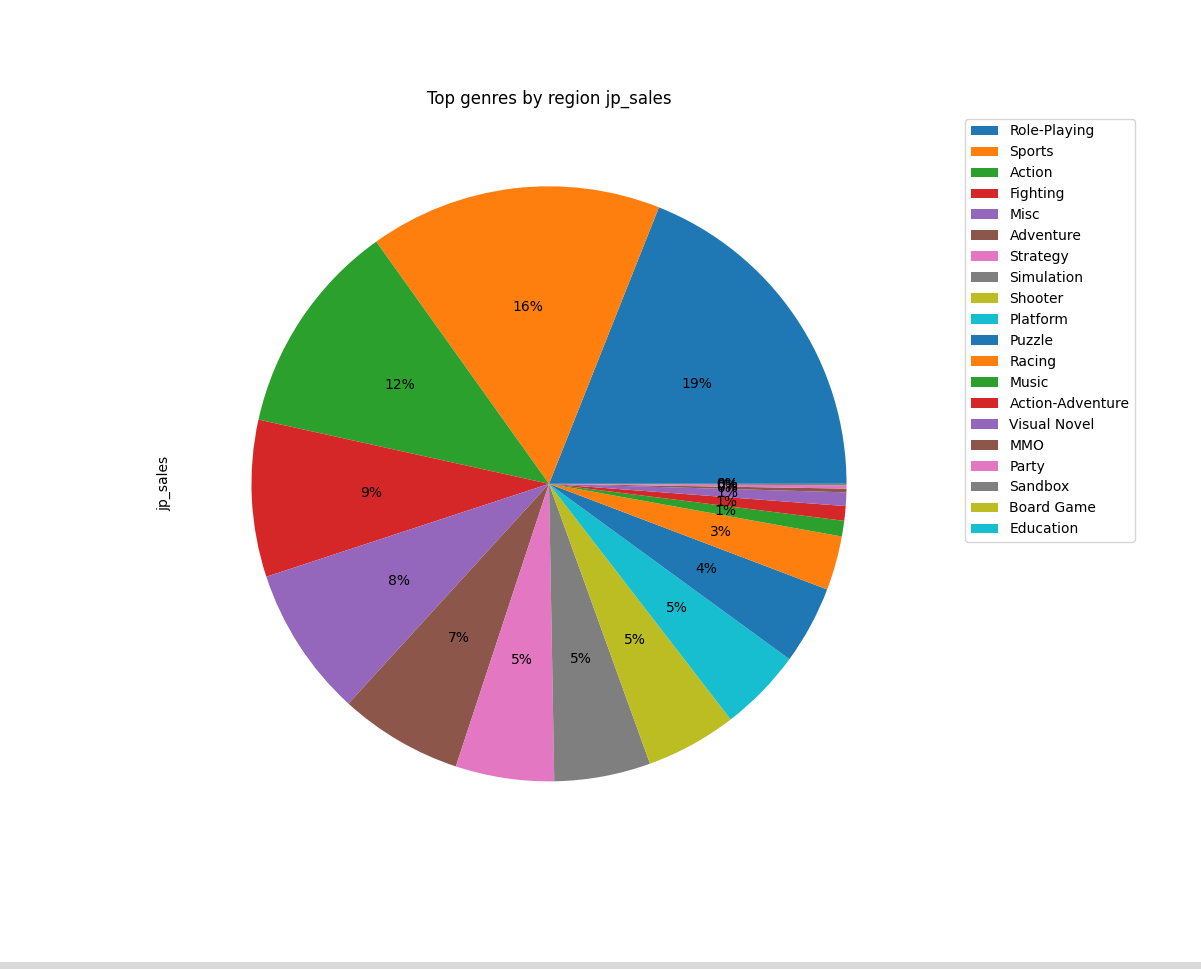 Top genres by region jp_sales
Role-Playing
Sports
Action
Fighting
Misc
Adventure
Strategy
Simulation
Shooter
Platform
Puzzle
Racing
Music
Action-Adventure
Visual Novel
MMO
Party
Sandbox
Board Game
Education
jp_sales
19%
16%
12%
9%
8%
7%
5%
5%
5%
5%
4%
3%
1%
1%
1%